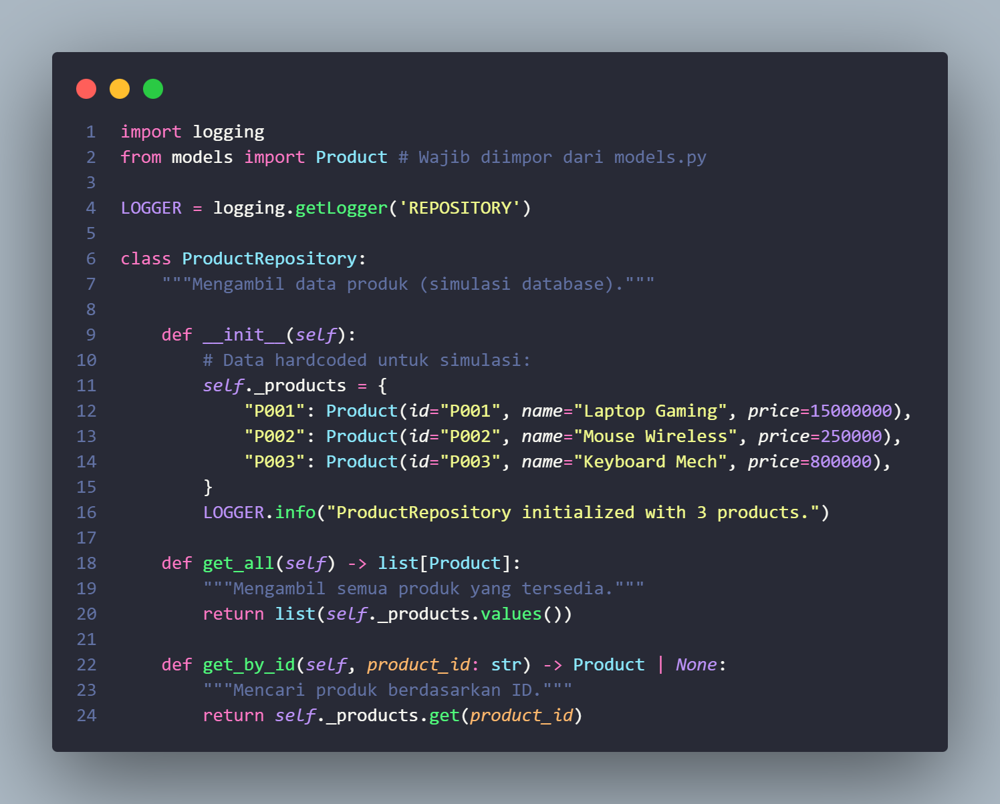 1 import logging
2 from models import Product # Wajib diimpor dari models.py
3
4 LOGGER = logging.getLogger('REPOSITORY')
5
6 class ProductRepository:
7     """Mengambil data produk (simulasi database)."""
8
9     def __init__(self):
10         # Data hardcoded untuk simulasi:
11         self._products = {
12             "P001": Product(id="P001", name="Laptop Gaming", price=15000000),
13             "P002": Product(id="P002", name="Mouse Wireless", price=250000),
14             "P003": Product(id="P003", name="Keyboard Mech", price=800000),
15         }
16         LOGGER.info("ProductRepository initialized with 3 products.")
17
18     def get_all(self) -> list[Product]:
19         """Mengambil semua produk yang tersedia."""
20         return list(self._products.values())
21
22     def get_by_id(self, product_id: str) -> Product | None:
23         """Mencari produk berdasarkan ID."""
24         return self._products.get(product_id)